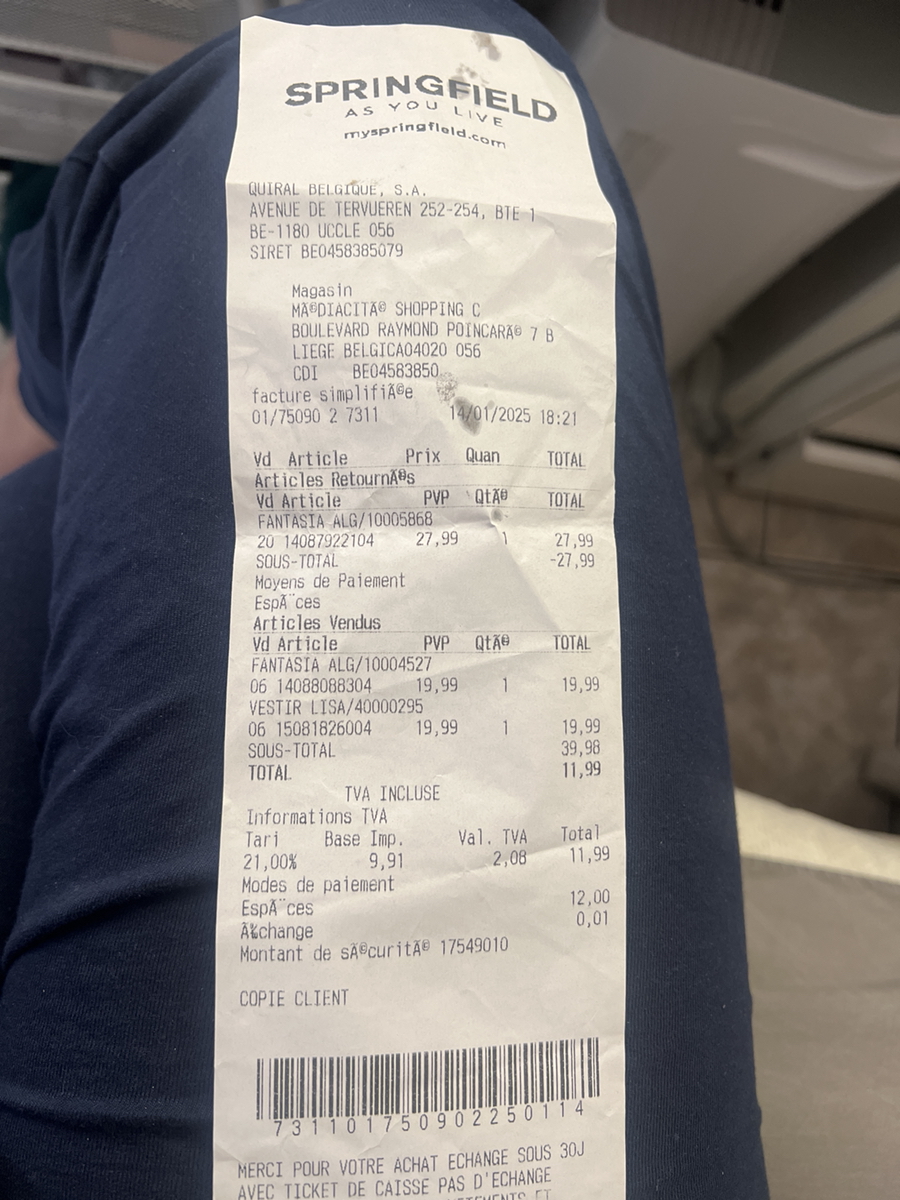 SPRINGFIELD
AS YOU LIVE
myspringfield.com
QUIRAL BELGIQUE, S.A.
AVENUE DE TERVUEREN 252-254, BTE 1
BE-1180 UCCLE 056
SIRET BE0458385079
Magasin
MÃ©DIACITÃ© SHOPPING C
BOULEVARD RAYMOND POINCARÃ© 7 B
LIEGE BELGICA04020 056
CDI BE04583850
facture simplifiÃ©e
01/75090 2 7311 14/01/2025 18:21
Vd Article Prix Quan TOTAL
Articles RetournÃ©s
Vd Article PVP QtÃ© TOTAL
FANTASIA ALG/10005868
20 14087922104 27,99 1 27,99
SOUS-TOTAL -27,99
Moyens de Paiement
EspÃ¨ces
Articles Vendus
Vd Article PVP QtÃ© TOTAL
FANTASIA ALG/10004527
06 14088088304 19,99 1 19,99
VESTIR LISA/40000295
06 15081826004 19,99 1 19,99
SOUS-TOTAL 39,98
TOTAL 11,99
TVA INCLUSE
Informations TVA
Tari Base Imp. Val. TVA Total
21,00% 9,91 2,08 11,99
Modes de paiement
EspÃ¨ces 12,00
Ã‰change 0,01
Montant de sÃ©curitÃ© 17549010
COPIE CLIENT
731101750902250114
MERCI POUR VOTRE ACHAT ECHANGE SOUS 30J
AVEC TICKET DE CAISSE PAS D'ECHANGE